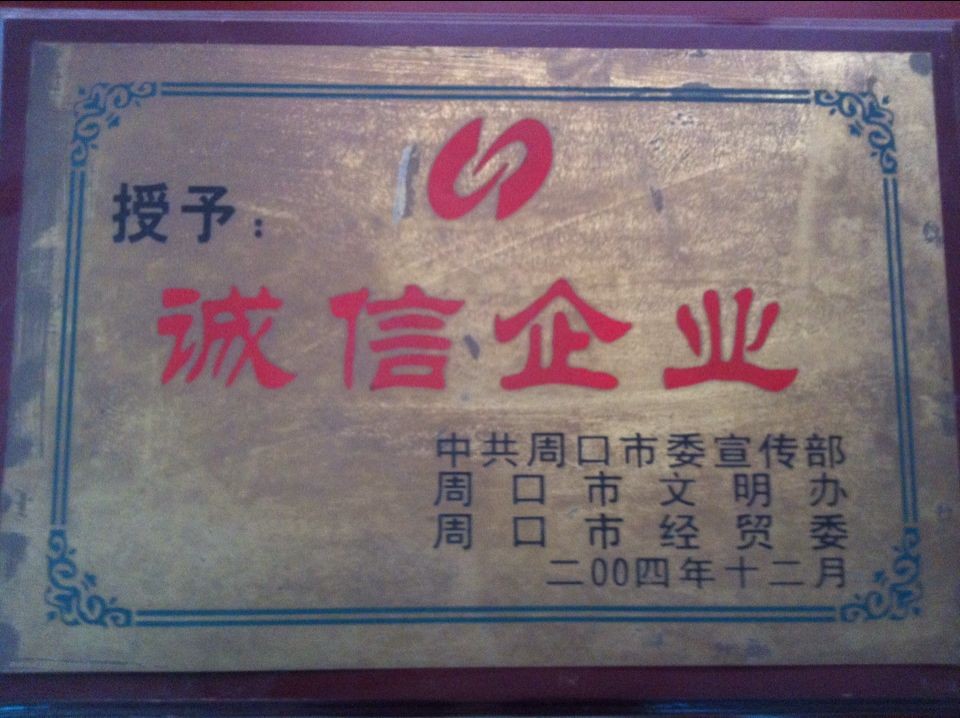 授予：
诚信企业
中共周口市委宣传部
周口市文明办
周口市经贸委
二00四年十二月